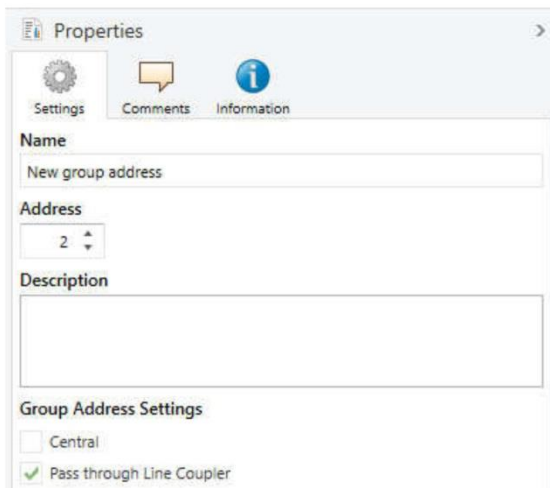 Properties
Settings Comments Information
Name
New group address
Address
2
Description
Group Address Settings
Central
Pass through Line Coupler